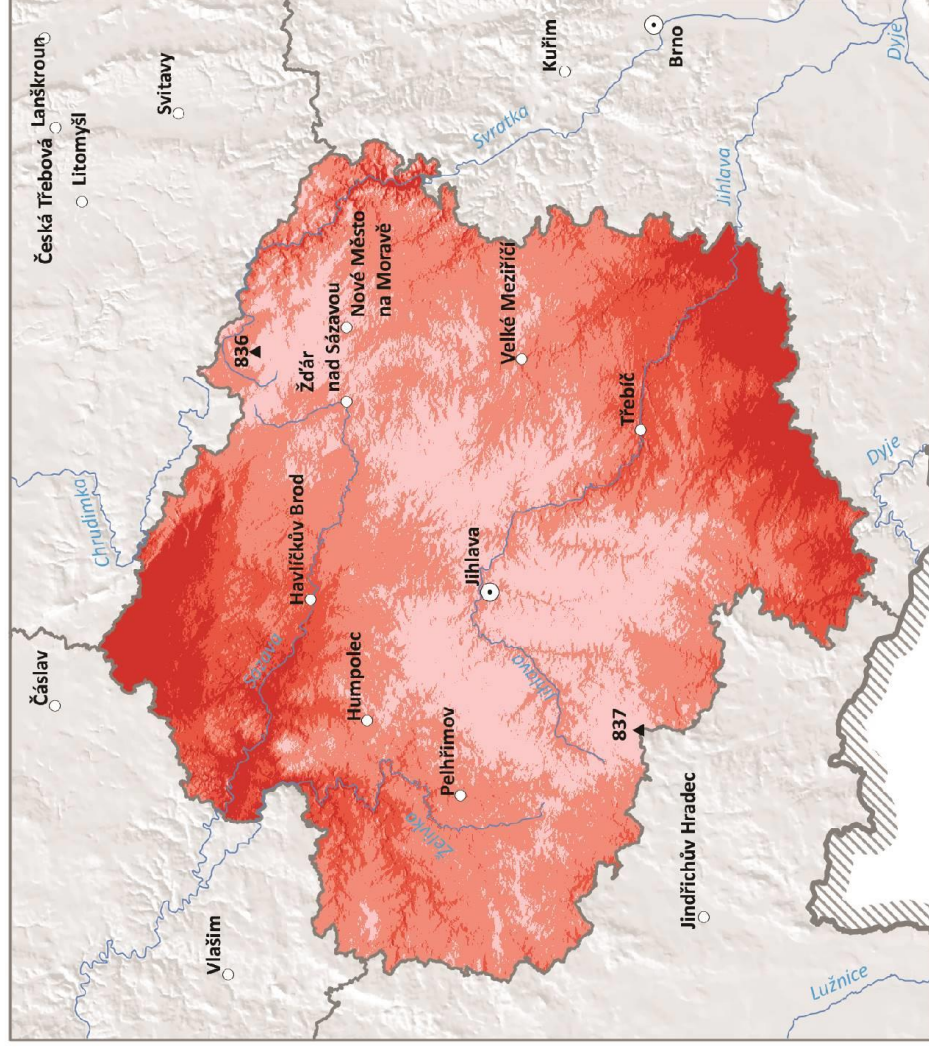 Vlašim
Čáslav
Chrudimka
Česká Třebová
Lanškroun
Litomyšl
Svitavy
836
Žďár
nad Sázavou
Nové Město
na Moravě
Havlíčkův Brod
Sázava
Humpolec
Želivka
Pelhřimov
Jihlava
Jihlava
Velké Meziříčí
Svratka
Kuřim
Brno
Třebíč
Jihlava
Dyje
Dyje
837
Jindřichův Hradec
Lužnice